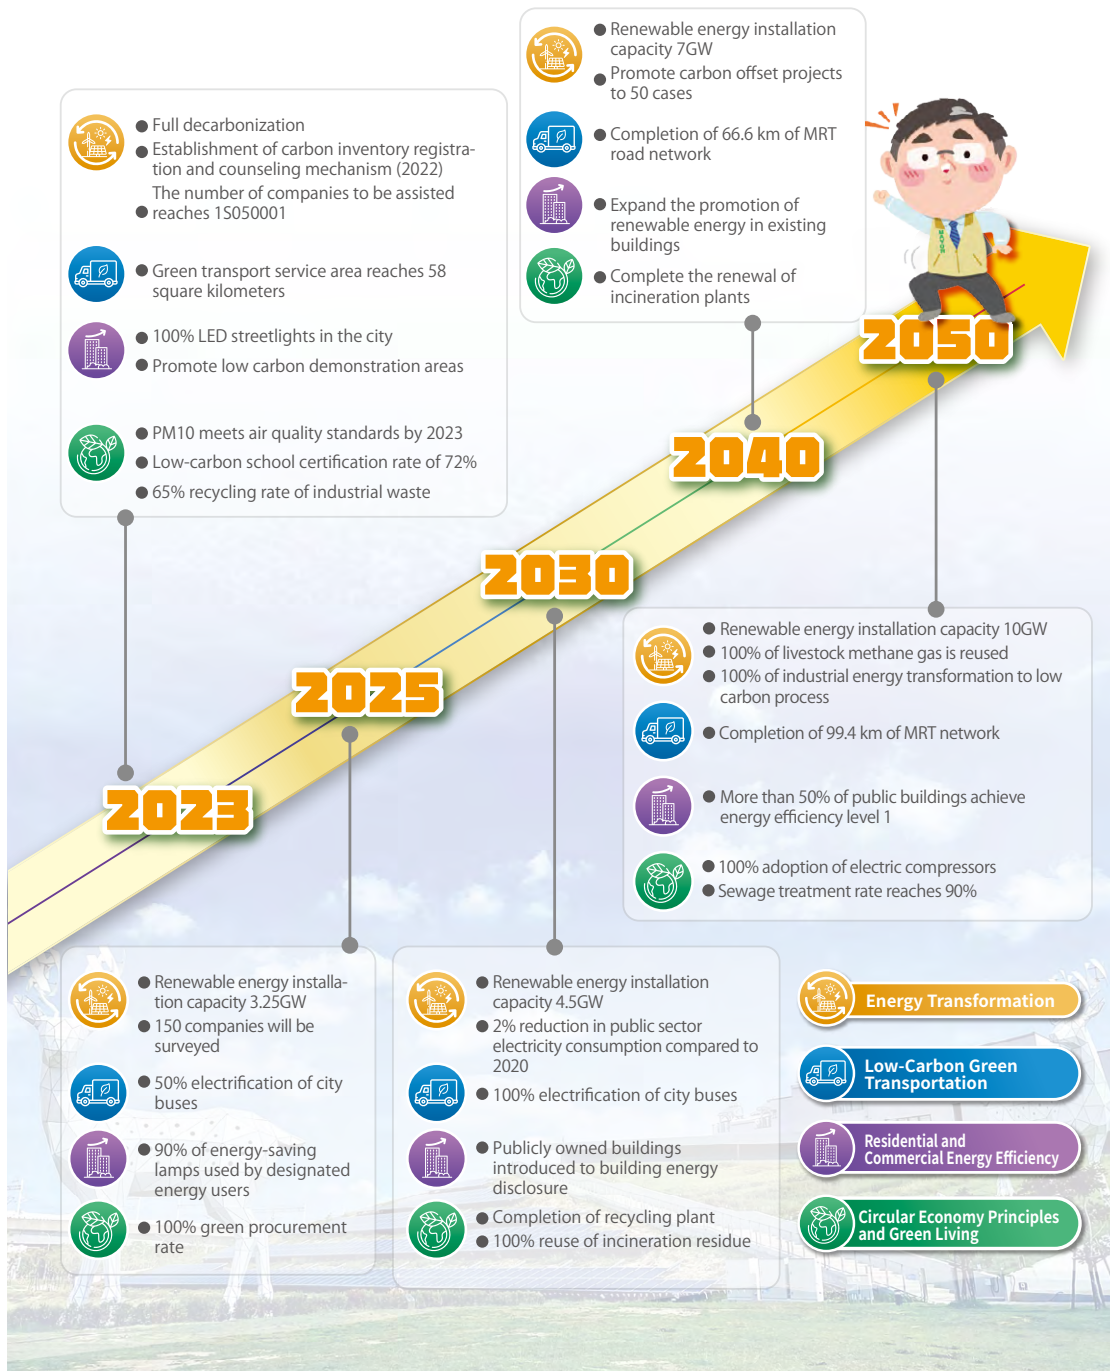 Renewable energy installation
capacity 7GW
Promote carbon offset projects
to 50 cases
Completion of 66.6 km of MRT
road network
Expand the promotion of
renewable energy in existing
buildings
Complete the renewal of
incineration plants
Full decarbonization
Establishment of carbon inventory registra-
tion and counseling mechanism (2022)
The number of companies to be assisted
reaches 1S050001
Green transport service area reaches 58
square kilometers
100% LED streetlights in the city
Promote low carbon demonstration areas
PM10 meets air quality standards by 2023
Low-carbon school certification rate of 72%
65% recycling rate of industrial waste
2050
2040
2030
2025
2023
Renewable energy installation capacity 10GW
100% of livestock methane gas is reused
100% of industrial energy transformation to low
carbon process
Completion of 99.4 km of MRT network
More than 50% of public buildings achieve
energy efficiency level 1
100% adoption of electric compressors
Sewage treatment rate reaches 90%
Renewable energy installa-
tion capacity 3.25GW
150 companies will be
surveyed
50% electrification of city
buses
90% of energy-saving
lamps used by designated
energy users
100% green procurement
rate
Renewable energy installation
capacity 4.5GW
2% reduction in public sector
electricity consumption compared to
2020
100% electrification of city buses
Publicly owned buildings
introduced to building energy
disclosure
Completion of recycling plant
100% reuse of incineration residue
Energy Transformation
Low-Carbon Green
Transportation
Residential and
Commercial Energy Efficiency
Circular Economy Principles
and Green Living
MAYOR